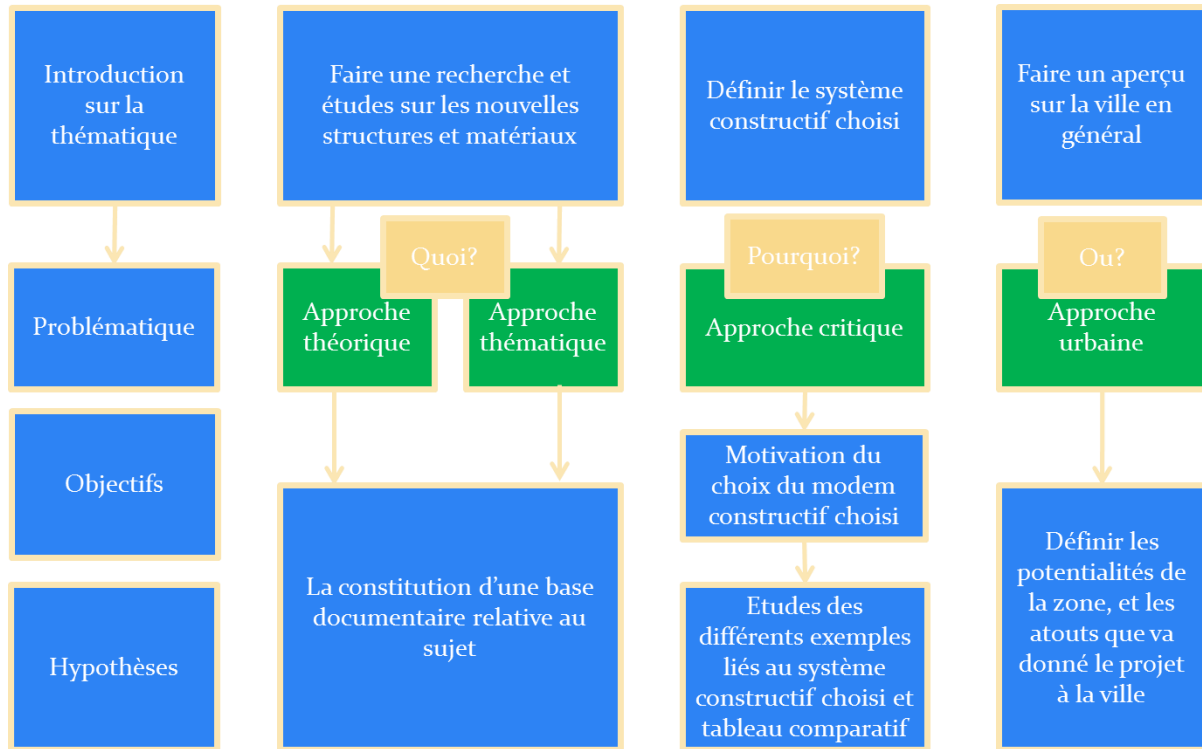 Introduction
sur la
thématique
Problématique
Objectifs
Hypothèses
Faire une recherche et
études sur les nouvelles
structures et matériaux
Quoi?
Approche
théorique
Approche
thématique
La constitution d’une base
documentaire relative au
sujet
Définir le système
constructif choisi
Pourquoi?
Approche critique
Motivation du
choix du modem
constructif choisi
Etudes des
différents exemples
liés au système
constructif choisi et
tableau comparatif
Faire un aperçu
sur la ville en
général
Ou?
Approche
urbaine
Définir les
potentialités de
la zone, et les
atouts que va
donné le projet
à la ville